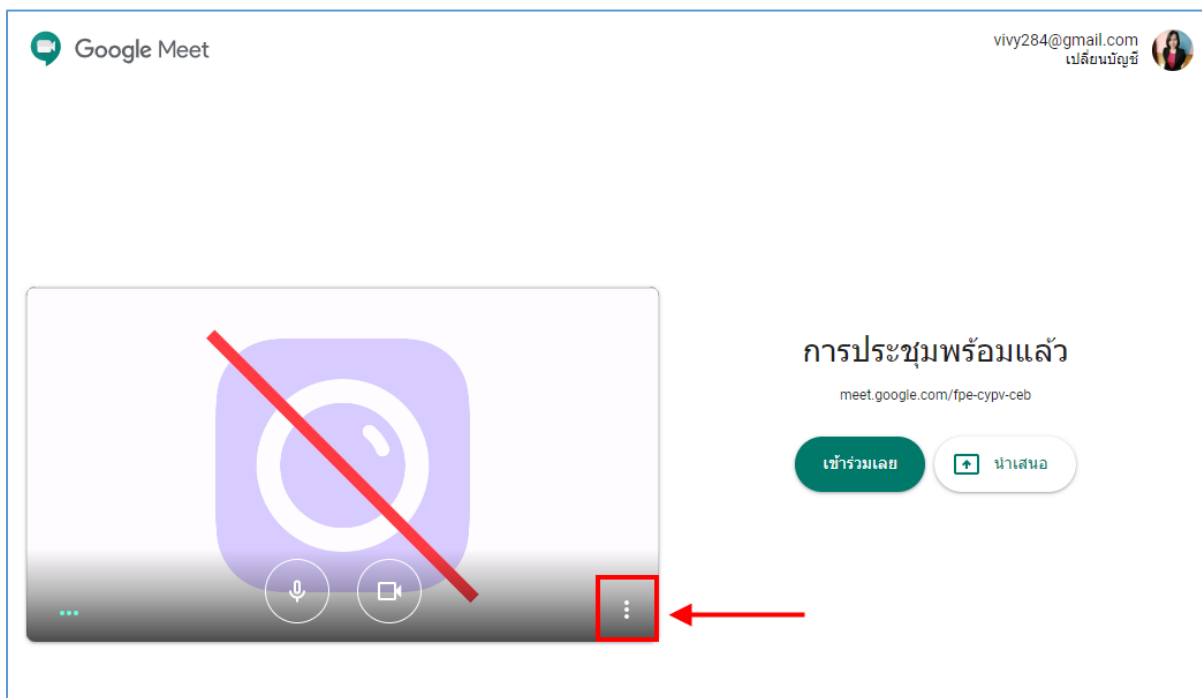 Google Meet
vivy284@gmail.com
เปลี่ยนบัญชี
การประชุมพร้อมแล้ว
meet.google.com/fpe-cypv-ceb
เข้าร่วมเลย
นำเสนอ